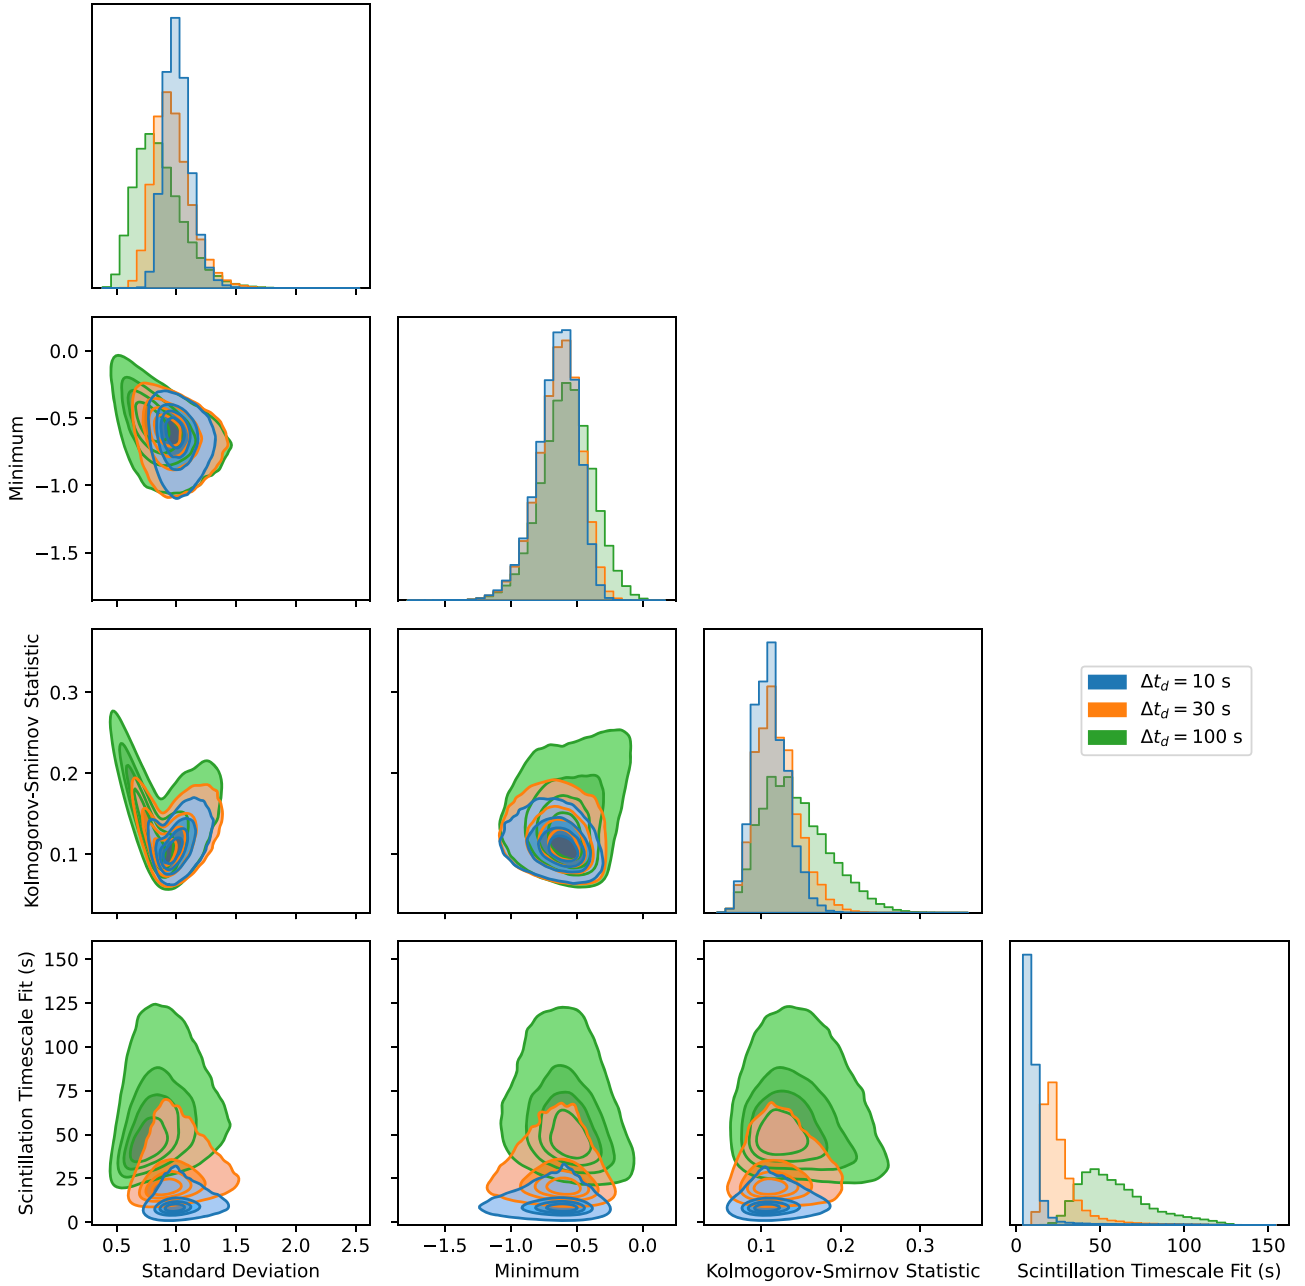 Minimum
0.0
−0.5
−1.0
−1.5
Kolmogorov-Smirnov Statistic
0.3
0.2
0.1
Δt_d = 10 s
Δt_d = 30 s
Δt_d = 100 s
Scintillation Timescale Fit (s)
150
125
100
75
50
25
0
0.5 1.0 1.5 2.0 2.5
−1.5 −1.0 −0.5 0.0
0.1 0.2 0.3
0 50 100 150
Standard Deviation
Minimum
Kolmogorov-Smirnov Statistic
Scintillation Timescale Fit (s)